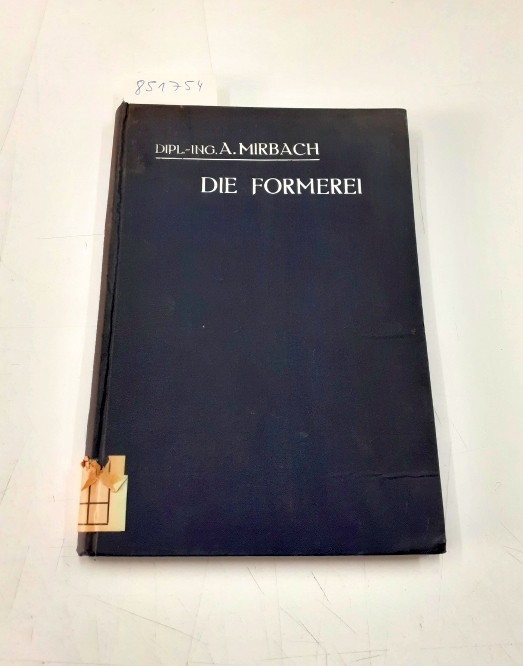 851754
DIPL.-ING. A. MIRBACH
DIE FORMEREI